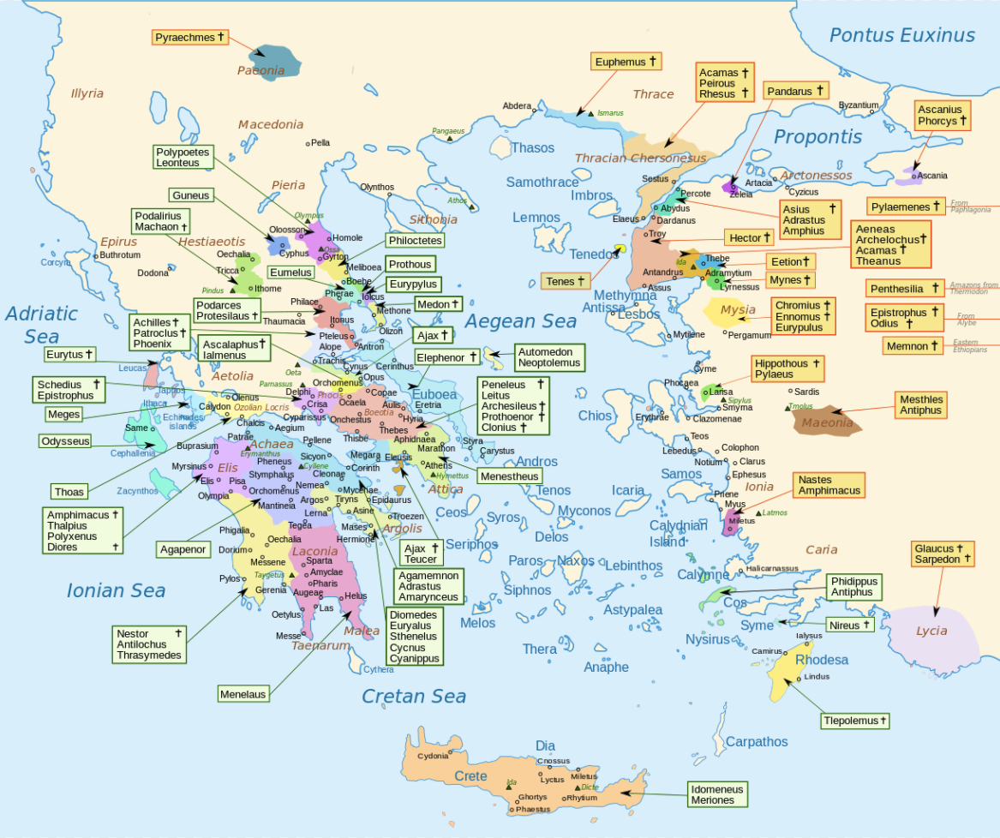 Pontus Euxinus
Pyraechmes ✝
Paeonia
Illyria
Euphemus ✝
Acamas ✝
Peirous
Rhesus ✝
Thrace
Pandarus ✝
Abdera
Ismarus
Byzantium
Ascanius
Phorcys ✝
Macedonia
Pella
Pangaeus
Propontis
Thasos
Thracian Chersonesus
Polypoetes
Leonteus
Pieria
Olynthos
Samothrace
Sestus
Artacia
Arctonessos
Ascania
Guneus
Athos
Imbros
Percote
Zeleia
Cyzicus
Podalirius
Machaon ✝
Olympus
Sithonia
Lemnos
Elaeus
Abydus
Dardanus
Asius ✝
Adrastus
Amphius
Pylaemenes ✝
From
Paphlagonia
Oloosson
Homole
Troy
Hector ✝
Aeneas
Archelochus ✝
Acamas ✝
Theanus
Epirus
Hestiaeotis
Cyphus
Ossa
Gyrton
Philoctetes
Tenedos
Ida
Thebe
Eetion ✝
Corcyra
Buthrotum
Oechalia
Tricca
Meliboea
Prothous
Dodona
Eumelus
Boebe
Eurypylus
Tenes ✝
Antandrus
Adramytium
Mynes ✝
Pindus
Ithome
Pherae
Iolcus
Assus
Lyrnessus
Penthesilia ✝
Amazons from
Thermodon
Adriatic
Sea
Podarces
Protesilaus ✝
Philace
Methone
Medon ✝
Methymna
Antissa
Lesbos
Mysia
Chromius ✝
Ennomus ✝
Eurypulus
Epistrophus ✝
Odius ✝
From
Alybe
Achilles ✝
Patroclus ✝
Phoenix
Thaumacia
Itonus
Olizon
Aegean Sea
Mytilene
Pergamum
Memnon ✝
Eastern
Ethiopians
Ascalaphus ✝
Ialmenus
Pteleus
Alope
Antron
Ajax ✝
Eurytus ✝
Leucas
Trachis
Cynus
Cerinthus
Elephenor ✝
Automedon
Neoptolemus
Cyme
Hippothous ✝
Pylaeus
Taphos
Aetolia
Oeta
Opus
Phocaea
Schedius ✝
Epistrophus ✝
Parnassus
Orchomenus
Copae
Peneleus ✝
Leitus
Archesileus ✝
Prothoenor ✝
Clonius ✝
Larisa
Sardis
Ithaca
Olenus
Delphi
Phocis
Ocaela
Euboea
Sipylus
Smyrna
Tmolus
Mesthles
Antiphus
Meges
Echinades
islands
Calydon
Ozolian Locris
Crisa
Boeotia
Aulis
Eretria
Chios
Erythrae
Clazomenae
Maeonia
Same
Chalcis
Cyparissus
Onchestus
Hyria
Odysseus
Patrae
Aegium
Thebes
Teos
Cephallenia
Buprasium
Achaea
Pellene
Thisbe
Aphidnaea
Styra
Carystus
Lebedus
Colophon
Erymanthus
Sicyon
Megara
Marathon
Myrsinus
Elis
Pheneus
Cyllene
Eleusis
Athens
Andros
Notium
Clarus
Stymphalus
Cleonae
Corinth
Hymettus
Menestheus
Samos
Ephesus
Thoas
Zacynthos
Elis
Pisa
Orchomenus
Nemea
Mycenae
Attica
Tenos
Icaria
Ionia
Nastes
Amphimacus
Olympia
Mantineia
Argos
Tiryns
Epidaurus
Priene
Amphimacus ✝
Thalpius
Polyxenus
Diores ✝
Lerna
Asine
Ceos
Syros
Myconos
Myus
Latmos
Phigalia
Tegea
Mases
Troezen
Calydnian
Island
Miletus
Agapenor
Oechalia
Hermione
Argolis
Delos
Dorium
Laconia
Ajax ✝
Teucer
Seriphos
Caria
Glaucus ✝
Sarpedon ✝
Messene
Sparta
Paros
Naxos
Lebinthos
Halicarnassus
Pylos
Taygetus
Amyclae
Agamemnon
Adrastus
Amarynceus
Calymne
Phidippus
Antiphus
Ionian Sea
Gerenia
Pharis
Siphnos
Augeae
Helus
Cos
Las
Oetylus
Diomedes
Euryalus
Sthenelus
Cycnus
Cyanippus
Melos
Astypalea
Syme
Nireus ✝
Nestor ✝
Antilochus
Thrasymedes
Messe
Malea
Taenarum
Nysirus
Ialysus
Lycia
Thera
Camirus
Rhodesa
Cythera
Anaphe
Lindus
Menelaus
Cretan Sea
Tlepolemus ✝
Carpathos
Dia
Cydonia
Cnossus
Crete
Ida
Lyctus
Miletus
Dicte
Idomeneus
Meriones
Ghortys
Rhytium
Phaestus